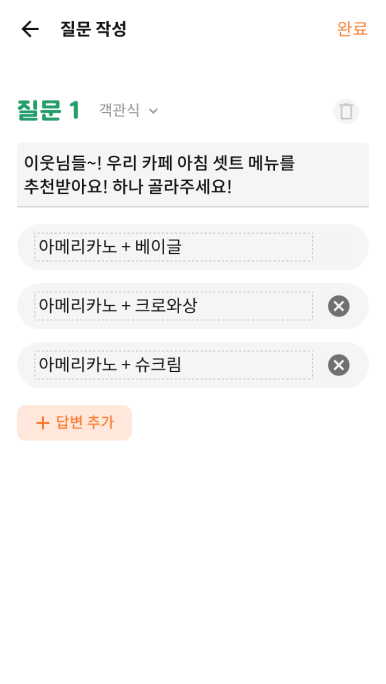 질문 작성
완료
질문 1
객관식
이웃님들~! 우리 카페 아침 셋트 메뉴를
추천받아요! 하나 골라주세요!
아메리카노 + 베이글
아메리카노 + 크로와상
아메리카노 + 슈크림
+ 답변 추가